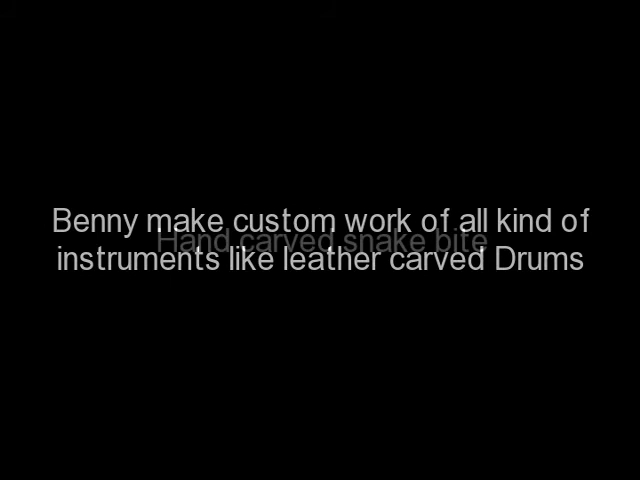 Benny make custom work of all kind of
Hand carved snake bite
instruments like leather carved Drums